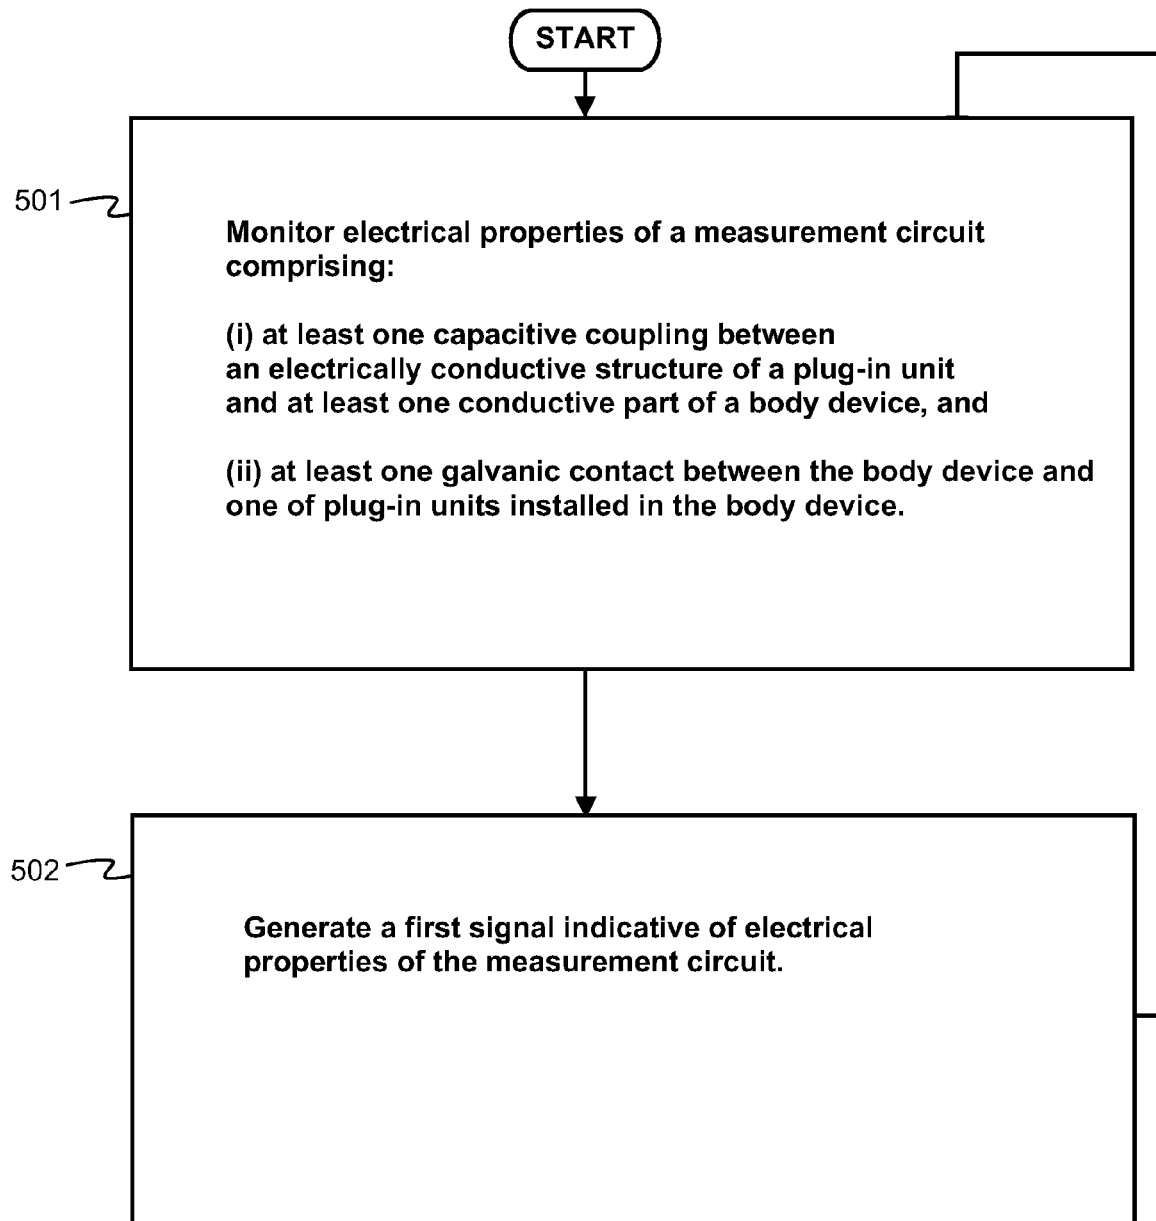 START
501
Monitor electrical properties of a measurement circuit
comprising:
(i) at least one capacitive coupling between
an electrically conductive structure of a plug-in unit
and at least one conductive part of a body device, and
(ii) at least one galvanic contact between the body device and
one of plug-in units installed in the body device.
502
Generate a first signal indicative of electrical
properties of the measurement circuit.